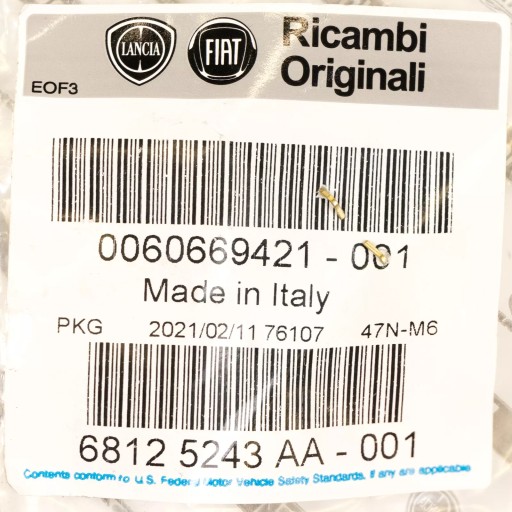 LANCIA FIAT Ricambi
Originali
EOF3
0060669421 - 001
Made in Italy
PKG 2021/02/11 76107 47N-M6
6812 5243 AA - 001
Contents conform to U.S. Federal Motor Vehicle Safety Standards, if any are applicable